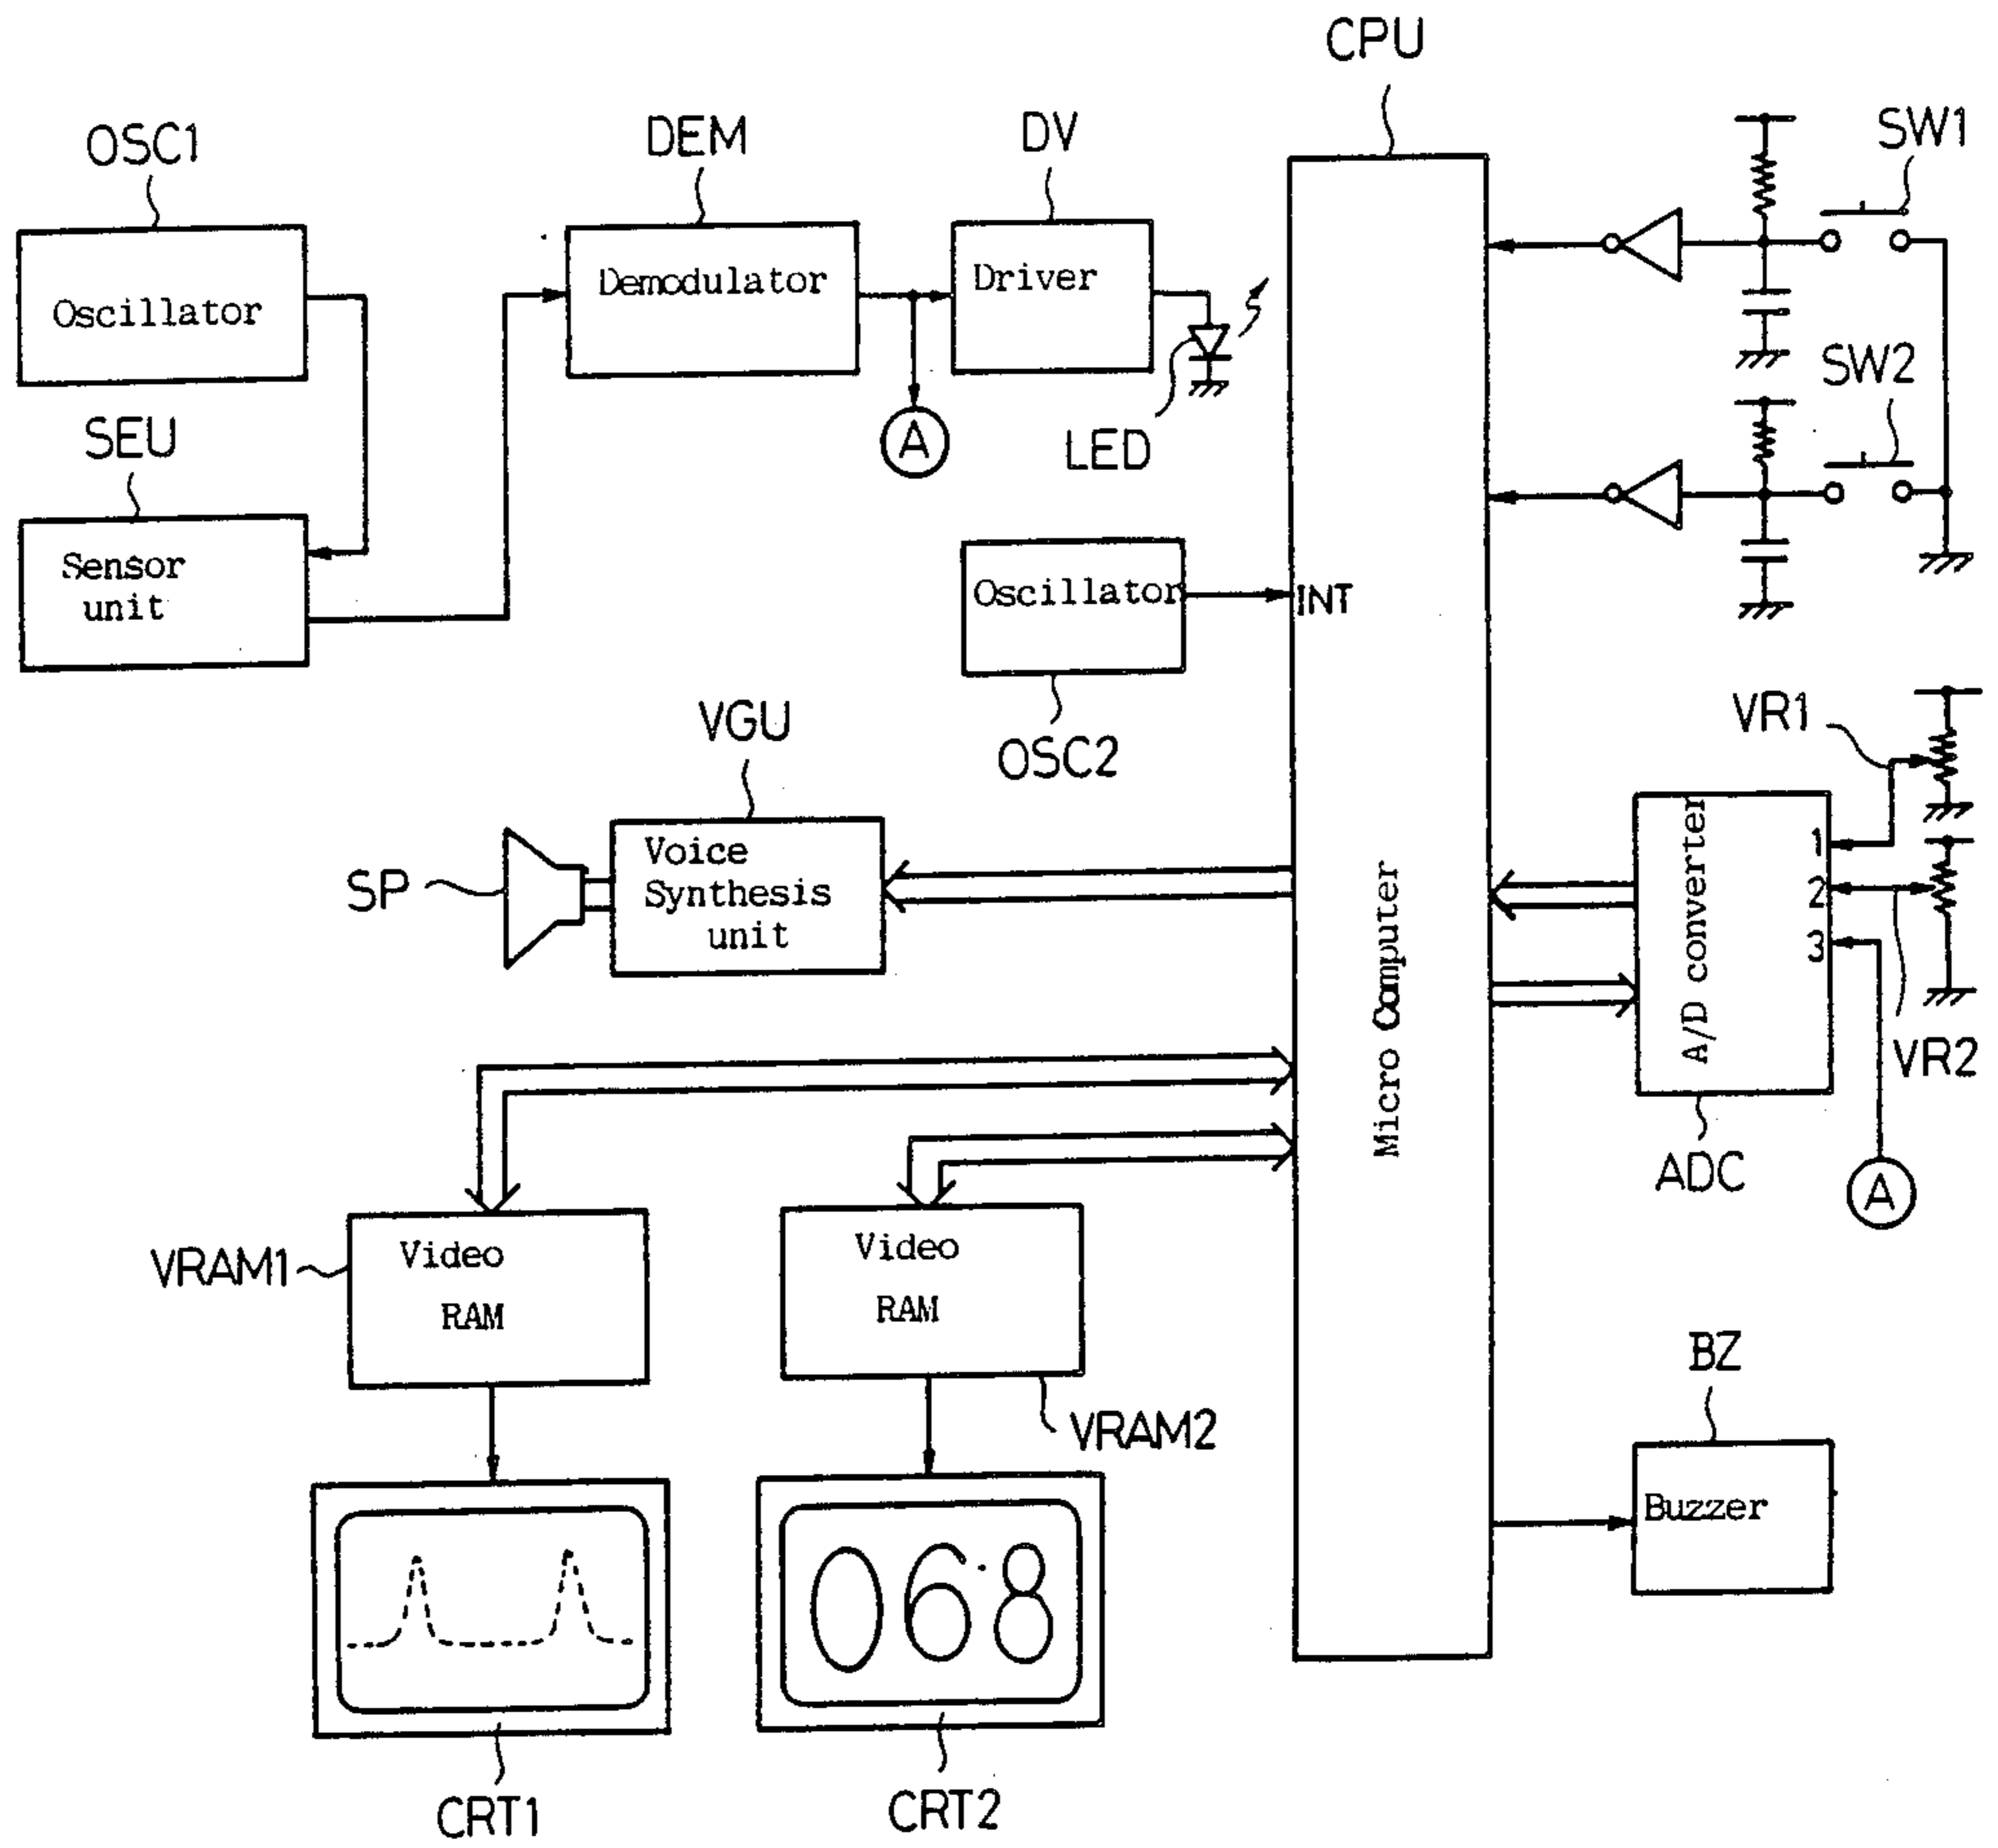 CPU
OSC1
DEM
DV
SW1
Oscillator
Demodulator
Driver
SW2
SEU
A
LED
Sensor
unit
Oscillator
INT
OSC2
VGU
VR1
Voice
Synthesis
unit
SP
Micro Computer
A/D converter
1
2
3
VR2
ADC
A
VRAM1
Video
RAM
Video
RAM
VRAM2
BZ
Buzzer
06.8
CRT1
CRT2